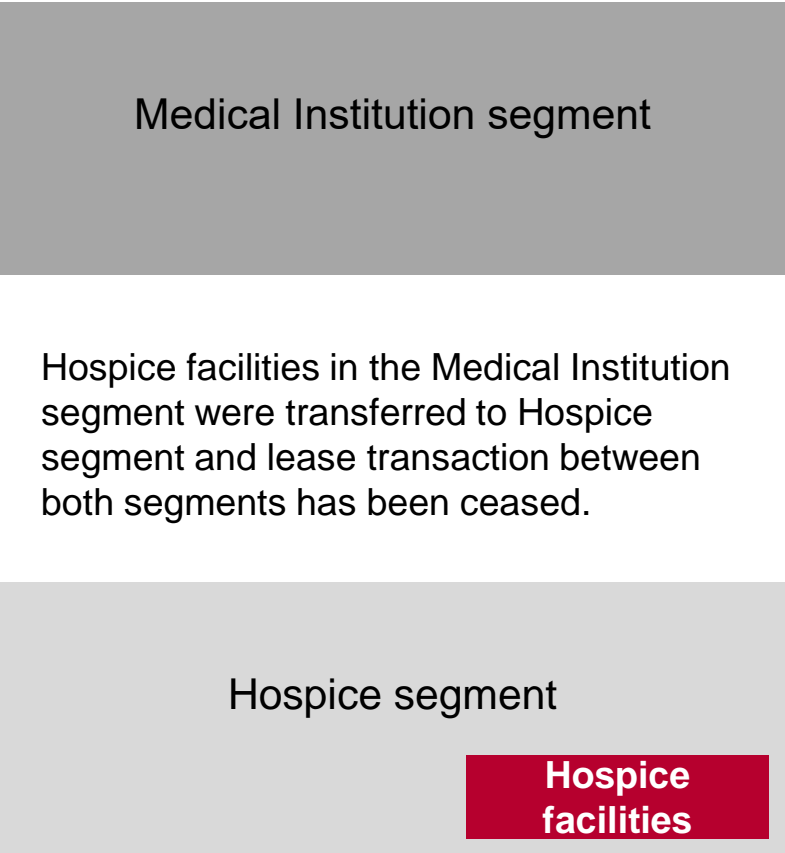 Medical Institution segment
Hospice facilities in the Medical Institution
segment were transferred to Hospice
segment and lease transaction between
both segments has been ceased.
Hospice segment
Hospice
facilities